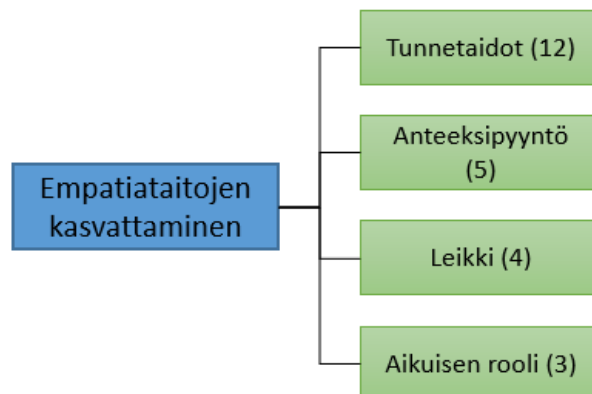 Empatiataitojen
kasvattaminen
Tunnetaidot (12)
Anteeksipyyntö
(5)
Leikki (4)
Aikuisen rooli (3)